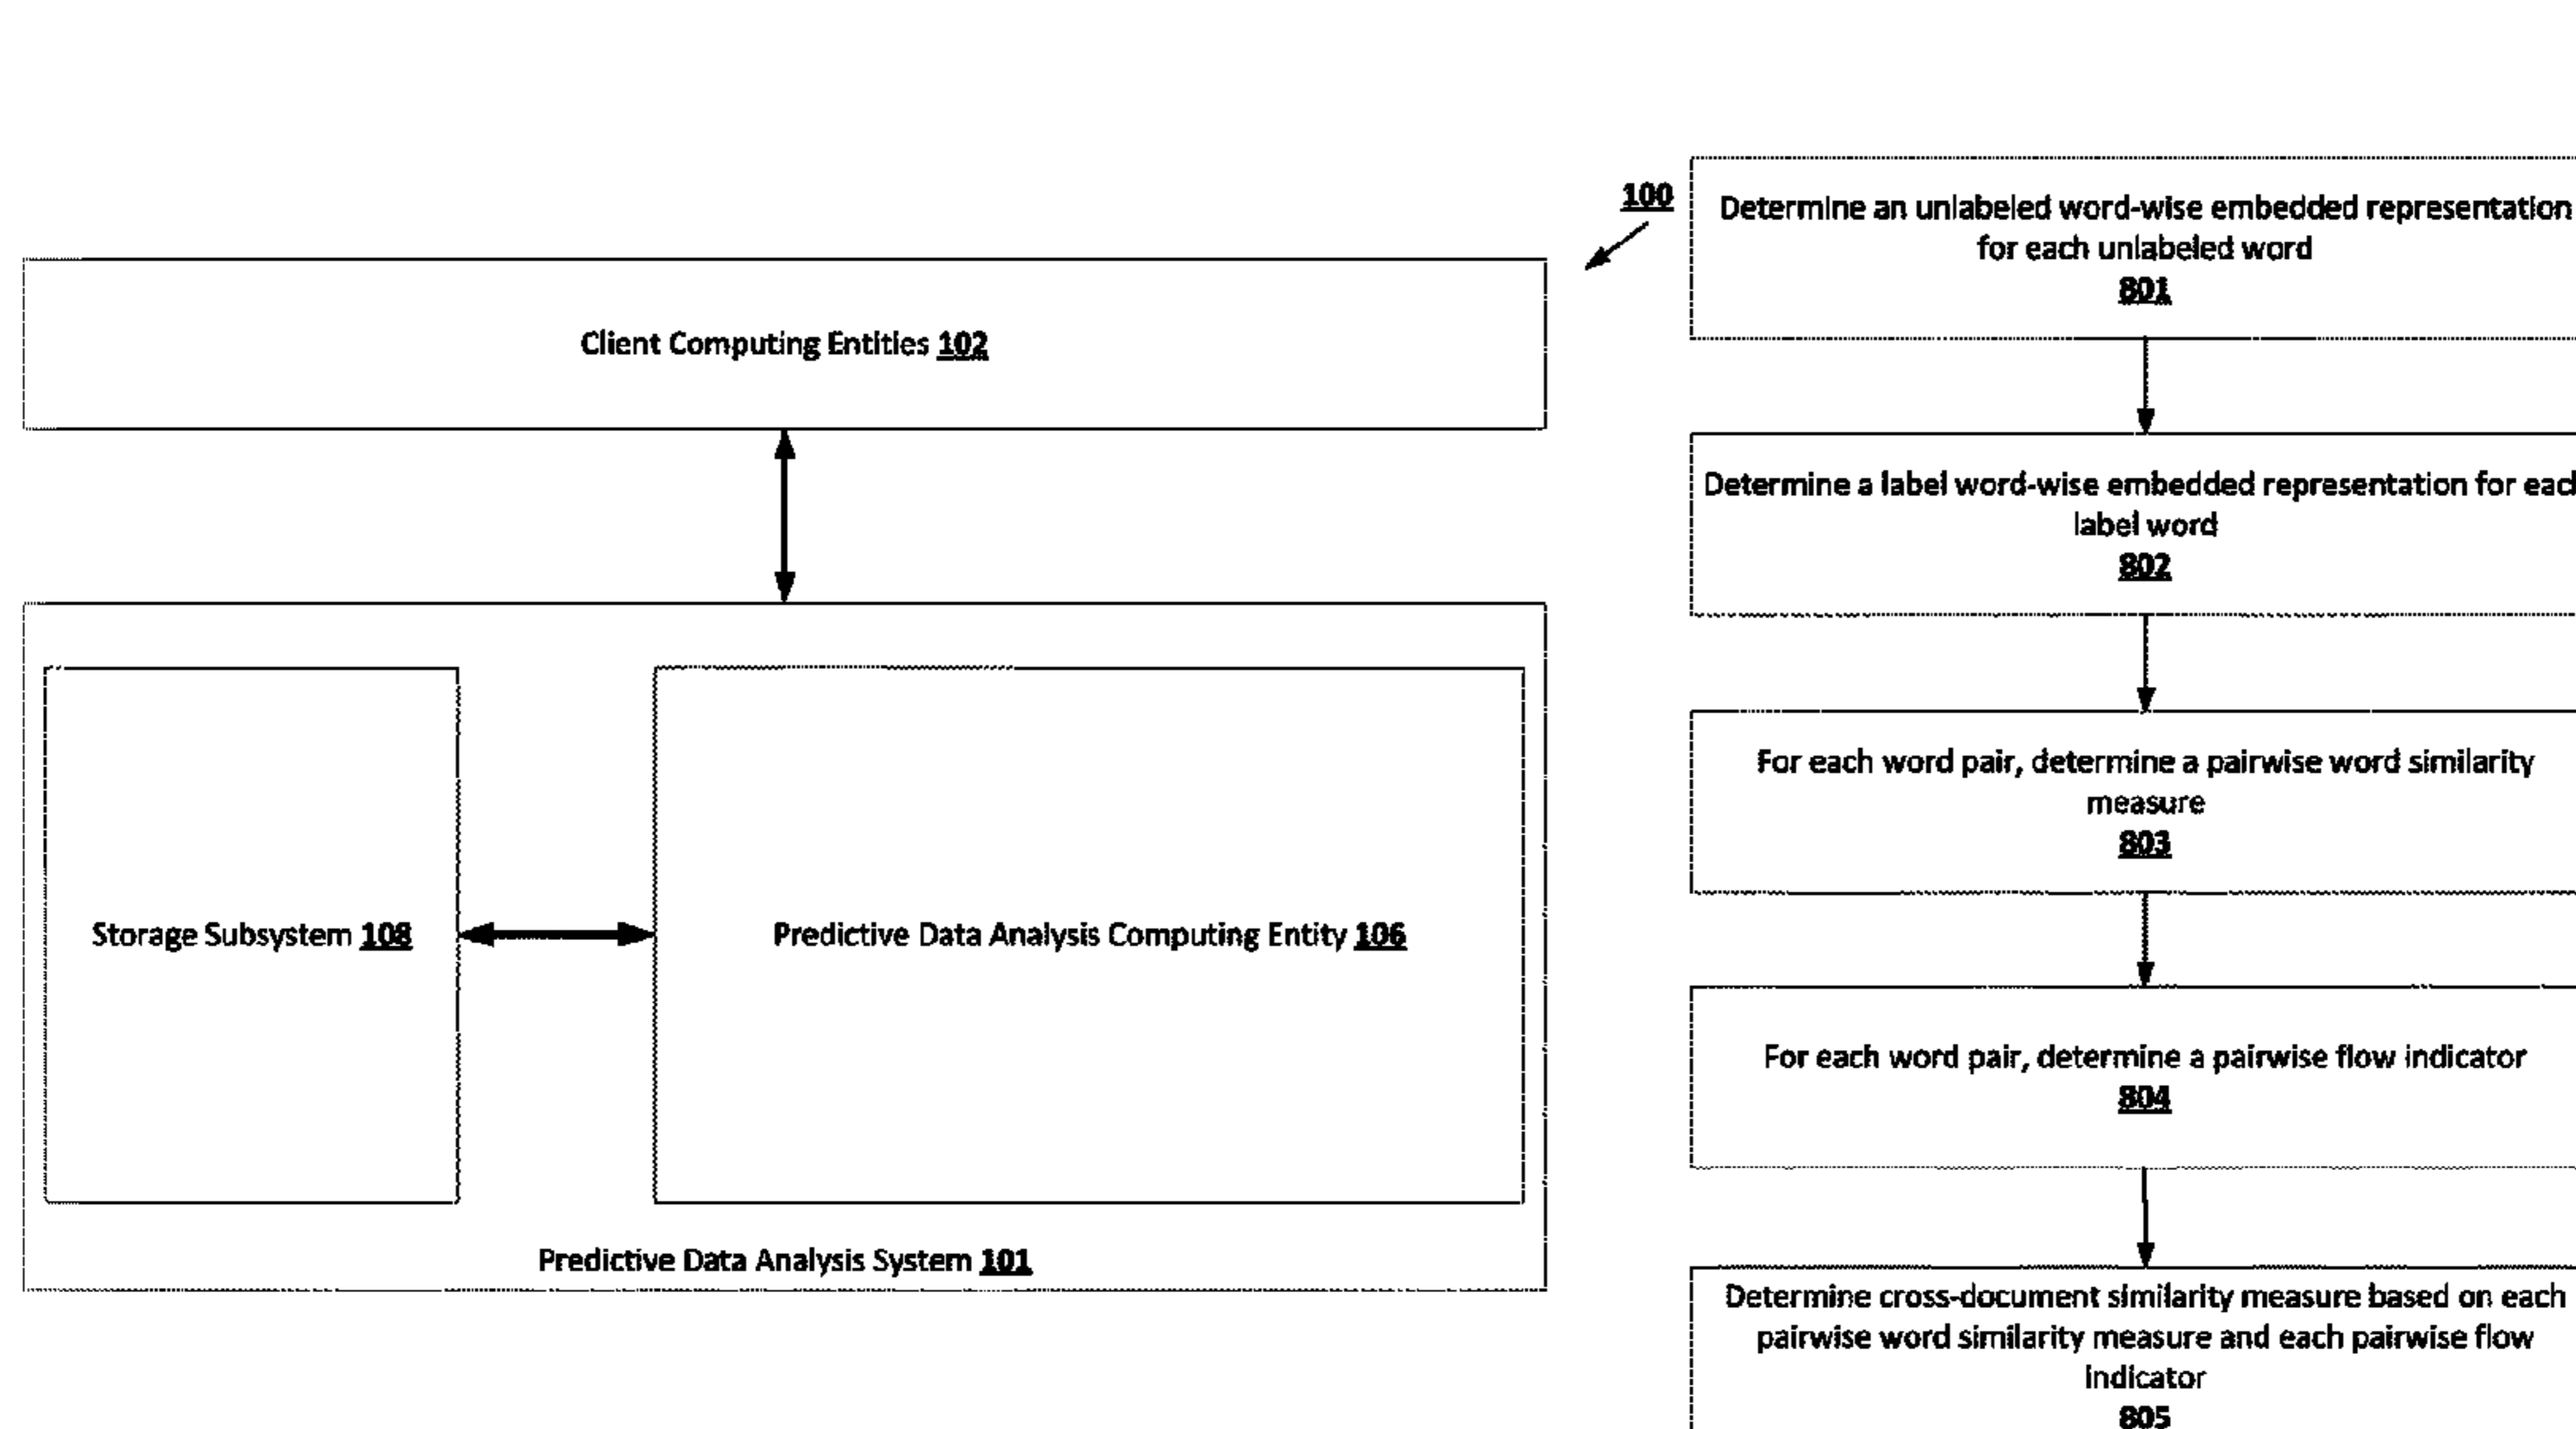 100
Client Computing Entities 102
Storage Subsystem 108
Predictive Data Analysis Computing Entity 106
Predictive Data Analysis System 101
Determine an unlabeled word-wise embedded representation
for each unlabeled word
801
Determine a label word-wise embedded representation for each
label word
802
For each word pair, determine a pairwise word similarity
measure
803
For each word pair, determine a pairwise flow indicator
804
Determine cross-document similarity measure based on each
pairwise word similarity measure and each pairwise flow
indicator
805